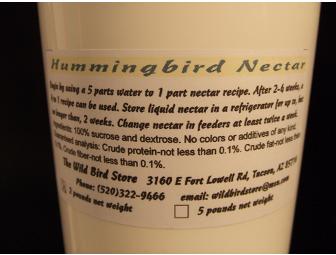 Hummingbird Nectar
Begin by using a 5 parts water to 1 part nectar recipe. After 2-6 weeks, a
to 1 recipe can be used. Store liquid nectar in a refrigerator for up to, but
no longer than, 2 weeks. Change nectar in feeders at least twice a week.
Ingredients: 100% sucrose and dextrose. No colors or additives of any kind.
Guaranteed analysis: Crude protein-not less than 0.1%. Crude fat-not less than
Crude fiber-not less than 0.1%.
The Wild Bird Store 3160 E Fort Lowell Rd, Tucson, AZ 85716
Phone: (520)322-9466 email: wildbirdstore@msn.com
3 pounds net weight 5 pounds net weight